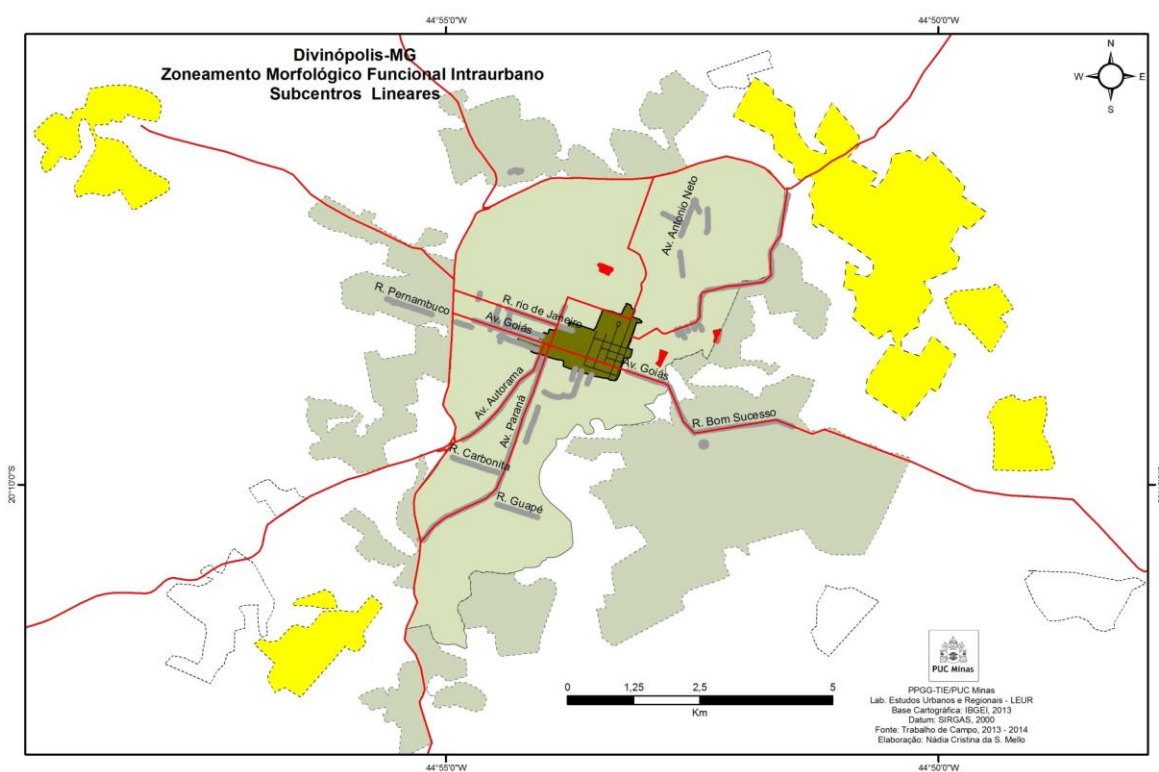 44°55'0"W
44°50'0"W
Divinópolis-MG
Zoneamento Morfológico Funcional Intraurbano
Subcentros Lineares
N
W
E
S
Av. Antonio Neto
R. Pernambuco
R. rio de Janeiro
Av. Goiás
Av. Goiás
Av. Autorama
Av. Paraná
R. Bom Sucesso
R. Carbonita
R. Guapé
20°10'0"S
PUC Minas
0
1,25
2,5
5
Km
PPGG-TIE/PUC Minas
Lab. Estudos Urbanos e Regionais - LEUR
Base Cartográfica: IBGEI, 2013
Datum: SIRGAS, 2000
Fonte: Trabalho de Campo, 2013 - 2014
Elaboração: Nádia Cristina da S. Mello
44°55'0"W
44°50'0"W